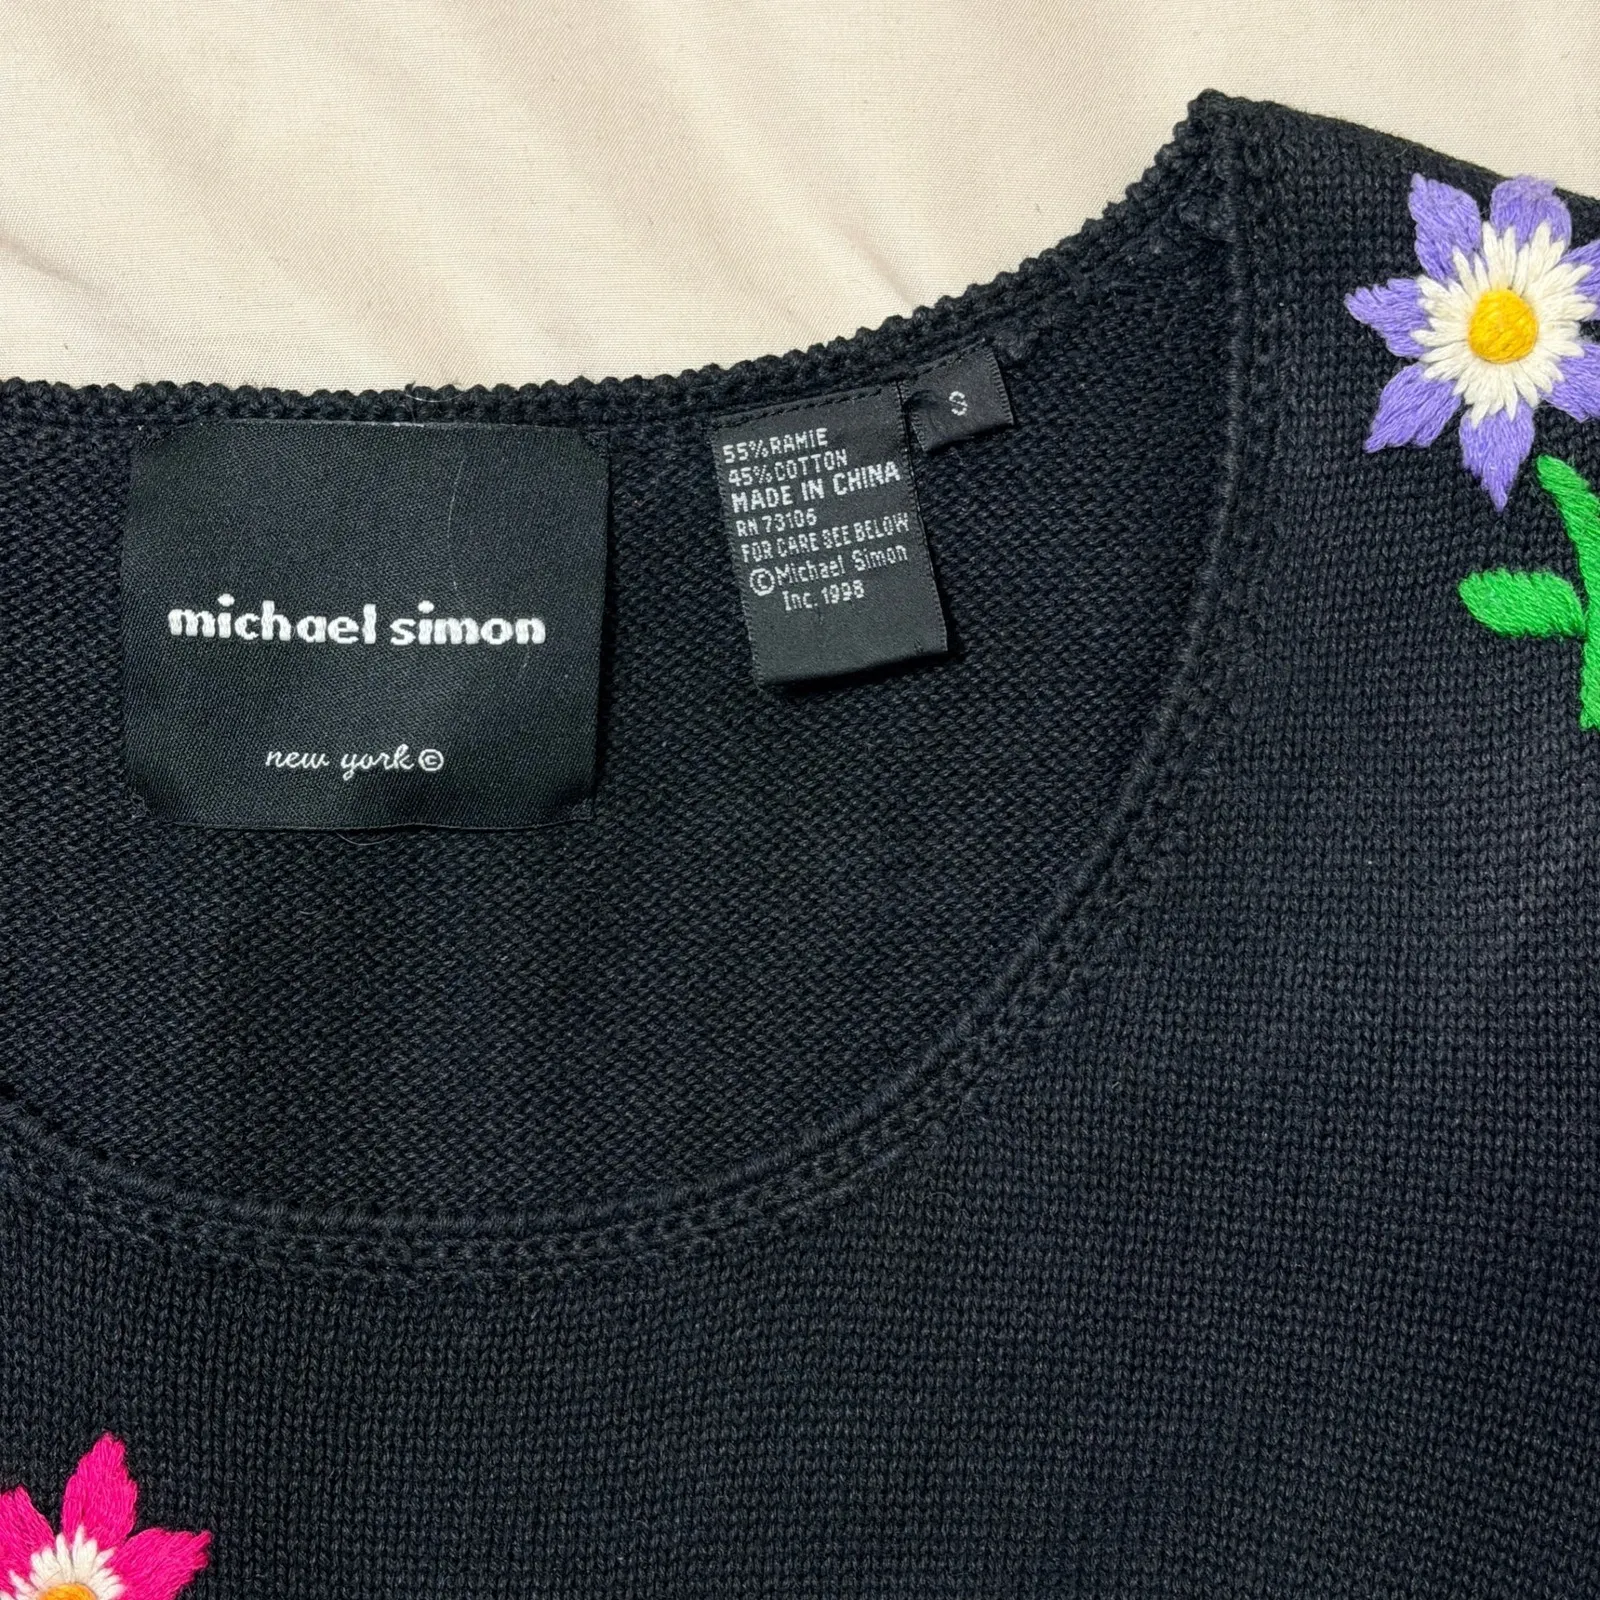 michael simon
new york©
55%RAMIE
45%COTTON
MADE IN CHINA
RN 73106
FOR CARE SEE BELOW
©Michael Simon
Inc. 1998
S